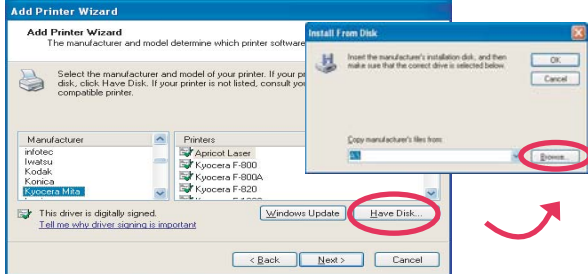 Add Printer Wizard
Add Printer Wizard
The manufacturer and model determine which printer software
Select the manufacturer and model of your printer. If your pr
disk, click Have Disk. If your printer is not listed, consult you
compatible printer.
Manufacturer
infotec
Iwatsu
Kodak
Konica
Kyocera Mita
Printers
Apricot Laser
Kyocera F-800
Kyocera F-800A
Kyocera F-820
This driver is digitally signed.
Tell me why driver signing is important
Windows Update
Have Disk...
< Back
Next >
Cancel
Install From Disk
Insert the manufacturer's installation disk, and then
make sure that the correct drive is selected below.
OK
Cancel
Copy manufacturer's files from:
Browse...